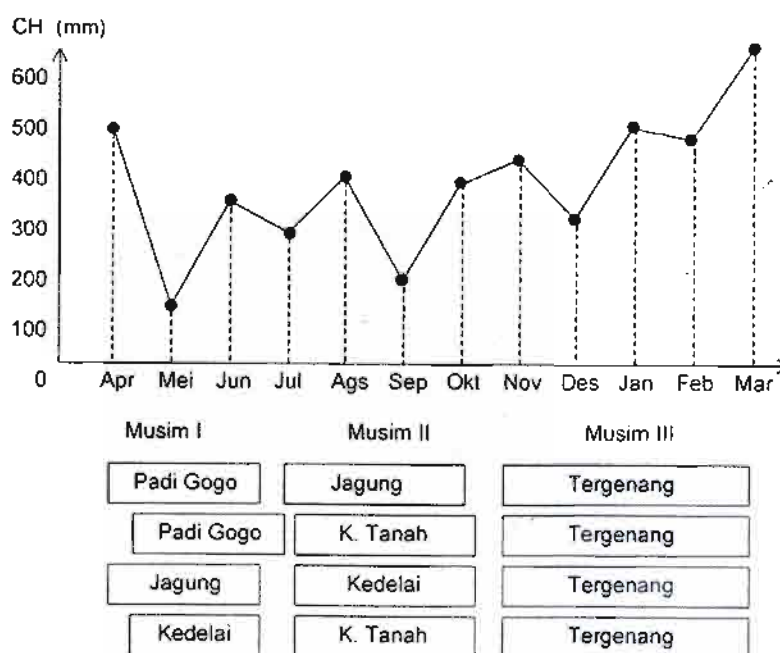 CH (mm)
600
500
400
300
200
100
0
Apr Mei Jun Jul Ags Sep Okt Nov Des Jan Feb Mar
Musim I Musim II Musim III
Padi Gogo Jagung Tergenang
Padi Gogo K. Tanah Tergenang
Jagung Kedelai Tergenang
Kedelai K. Tanah Tergenang